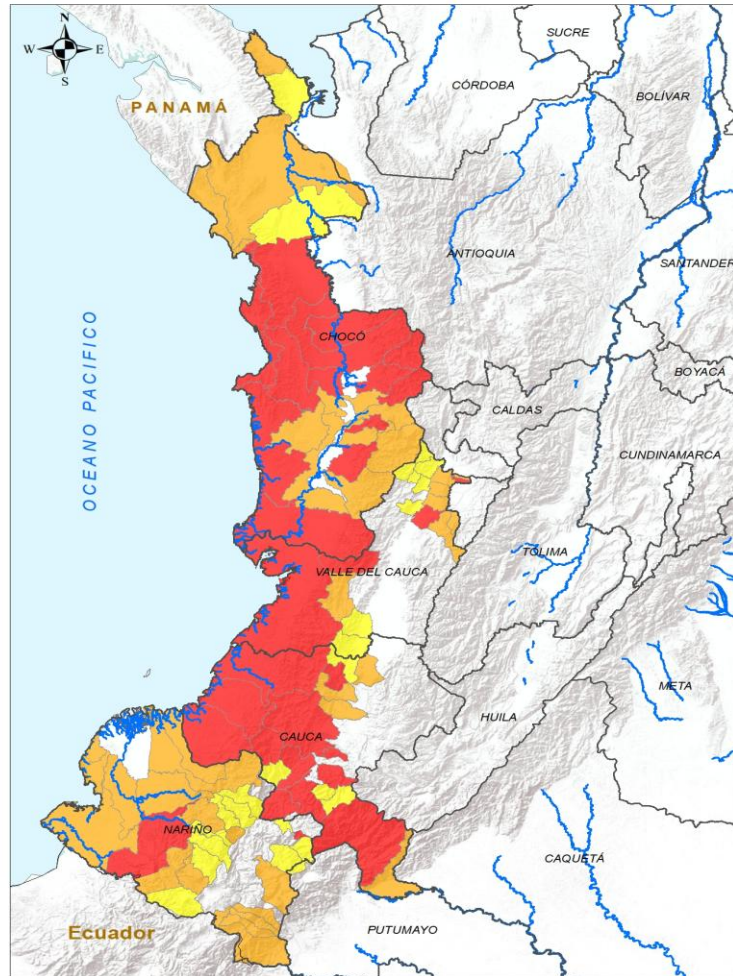 N
W E
S
SUCRE
CÓRDOBA
BOLÍVAR
PANAMÁ
ANTIOQUIA
SANTANDER
OCEANO PACIFICO
CHOCÓ
BOYACÁ
CALDAS
CUNDINAMARCA
TOLIMA
VALLE DEL CAUCA
META
HUILA
CAUCA
NARIÑO
CAQUETÁ
Ecuador
PUTUMAYO